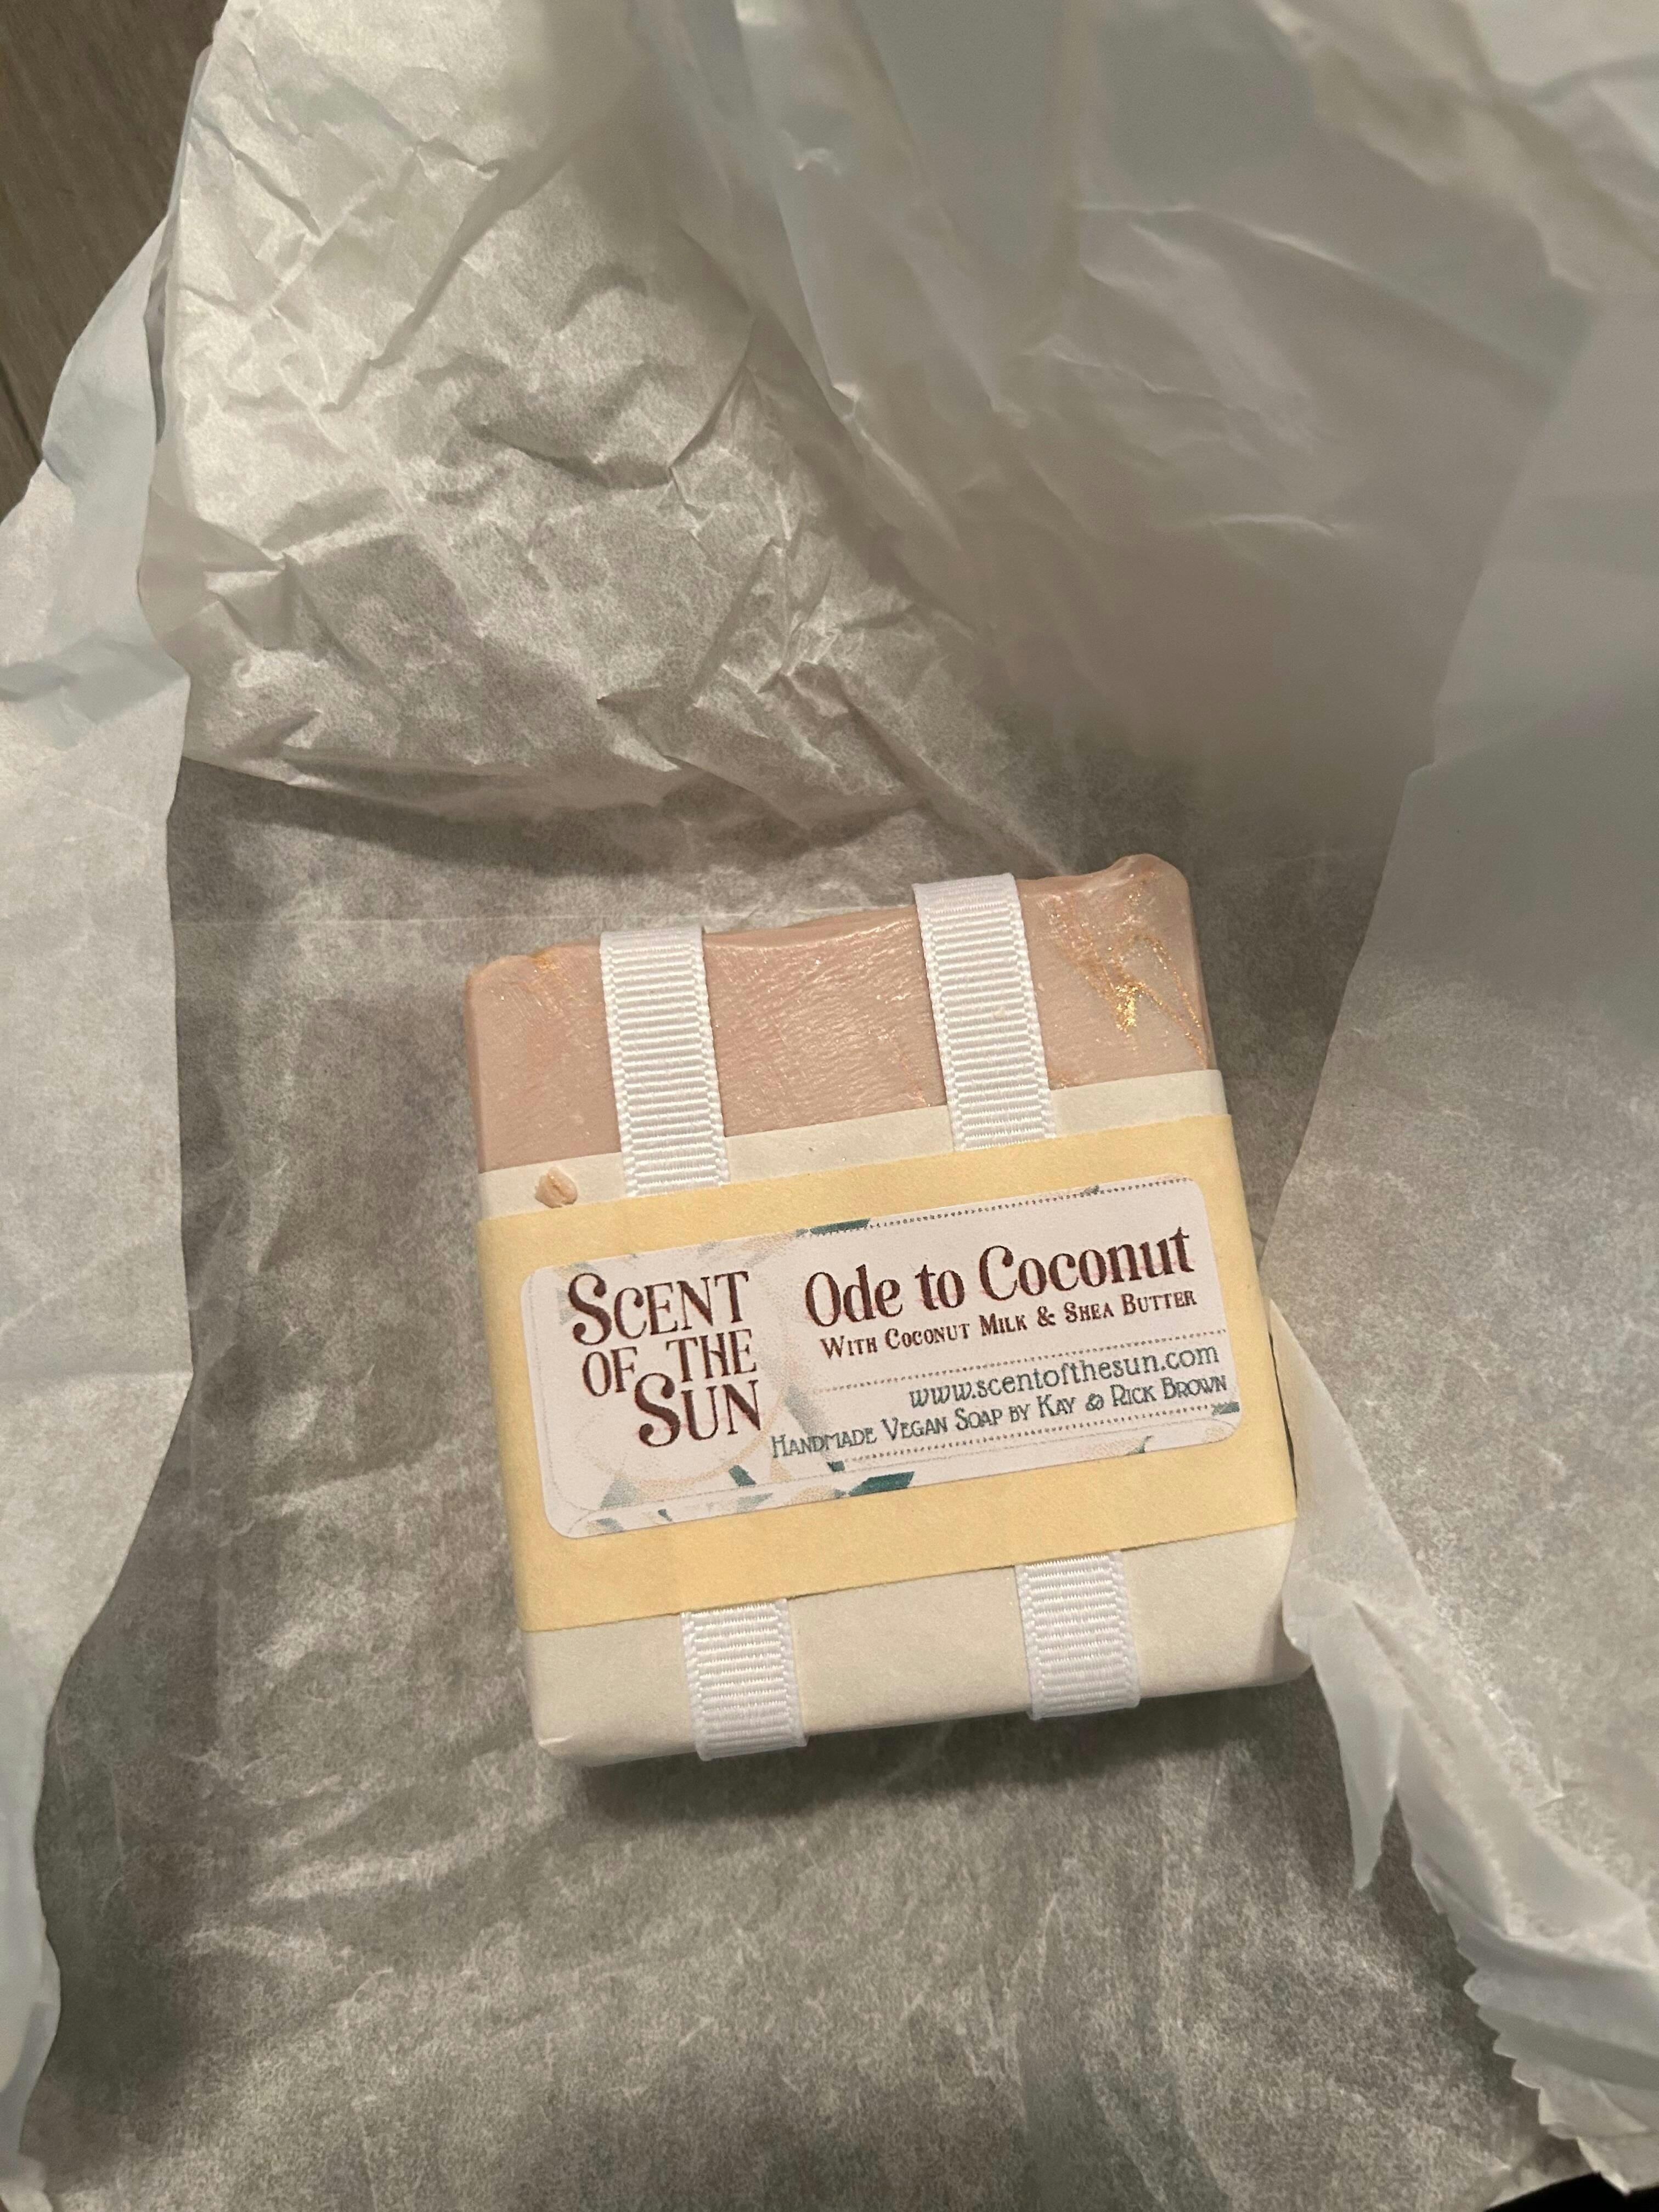 SCENT
OF THE
SUN
Ode to Coconut
WITH COCONUT MILK & SHEA BUTTER
www.scentofthesun.com
HANDMADE VEGAN SOAP BY KAY & RICK BROWN